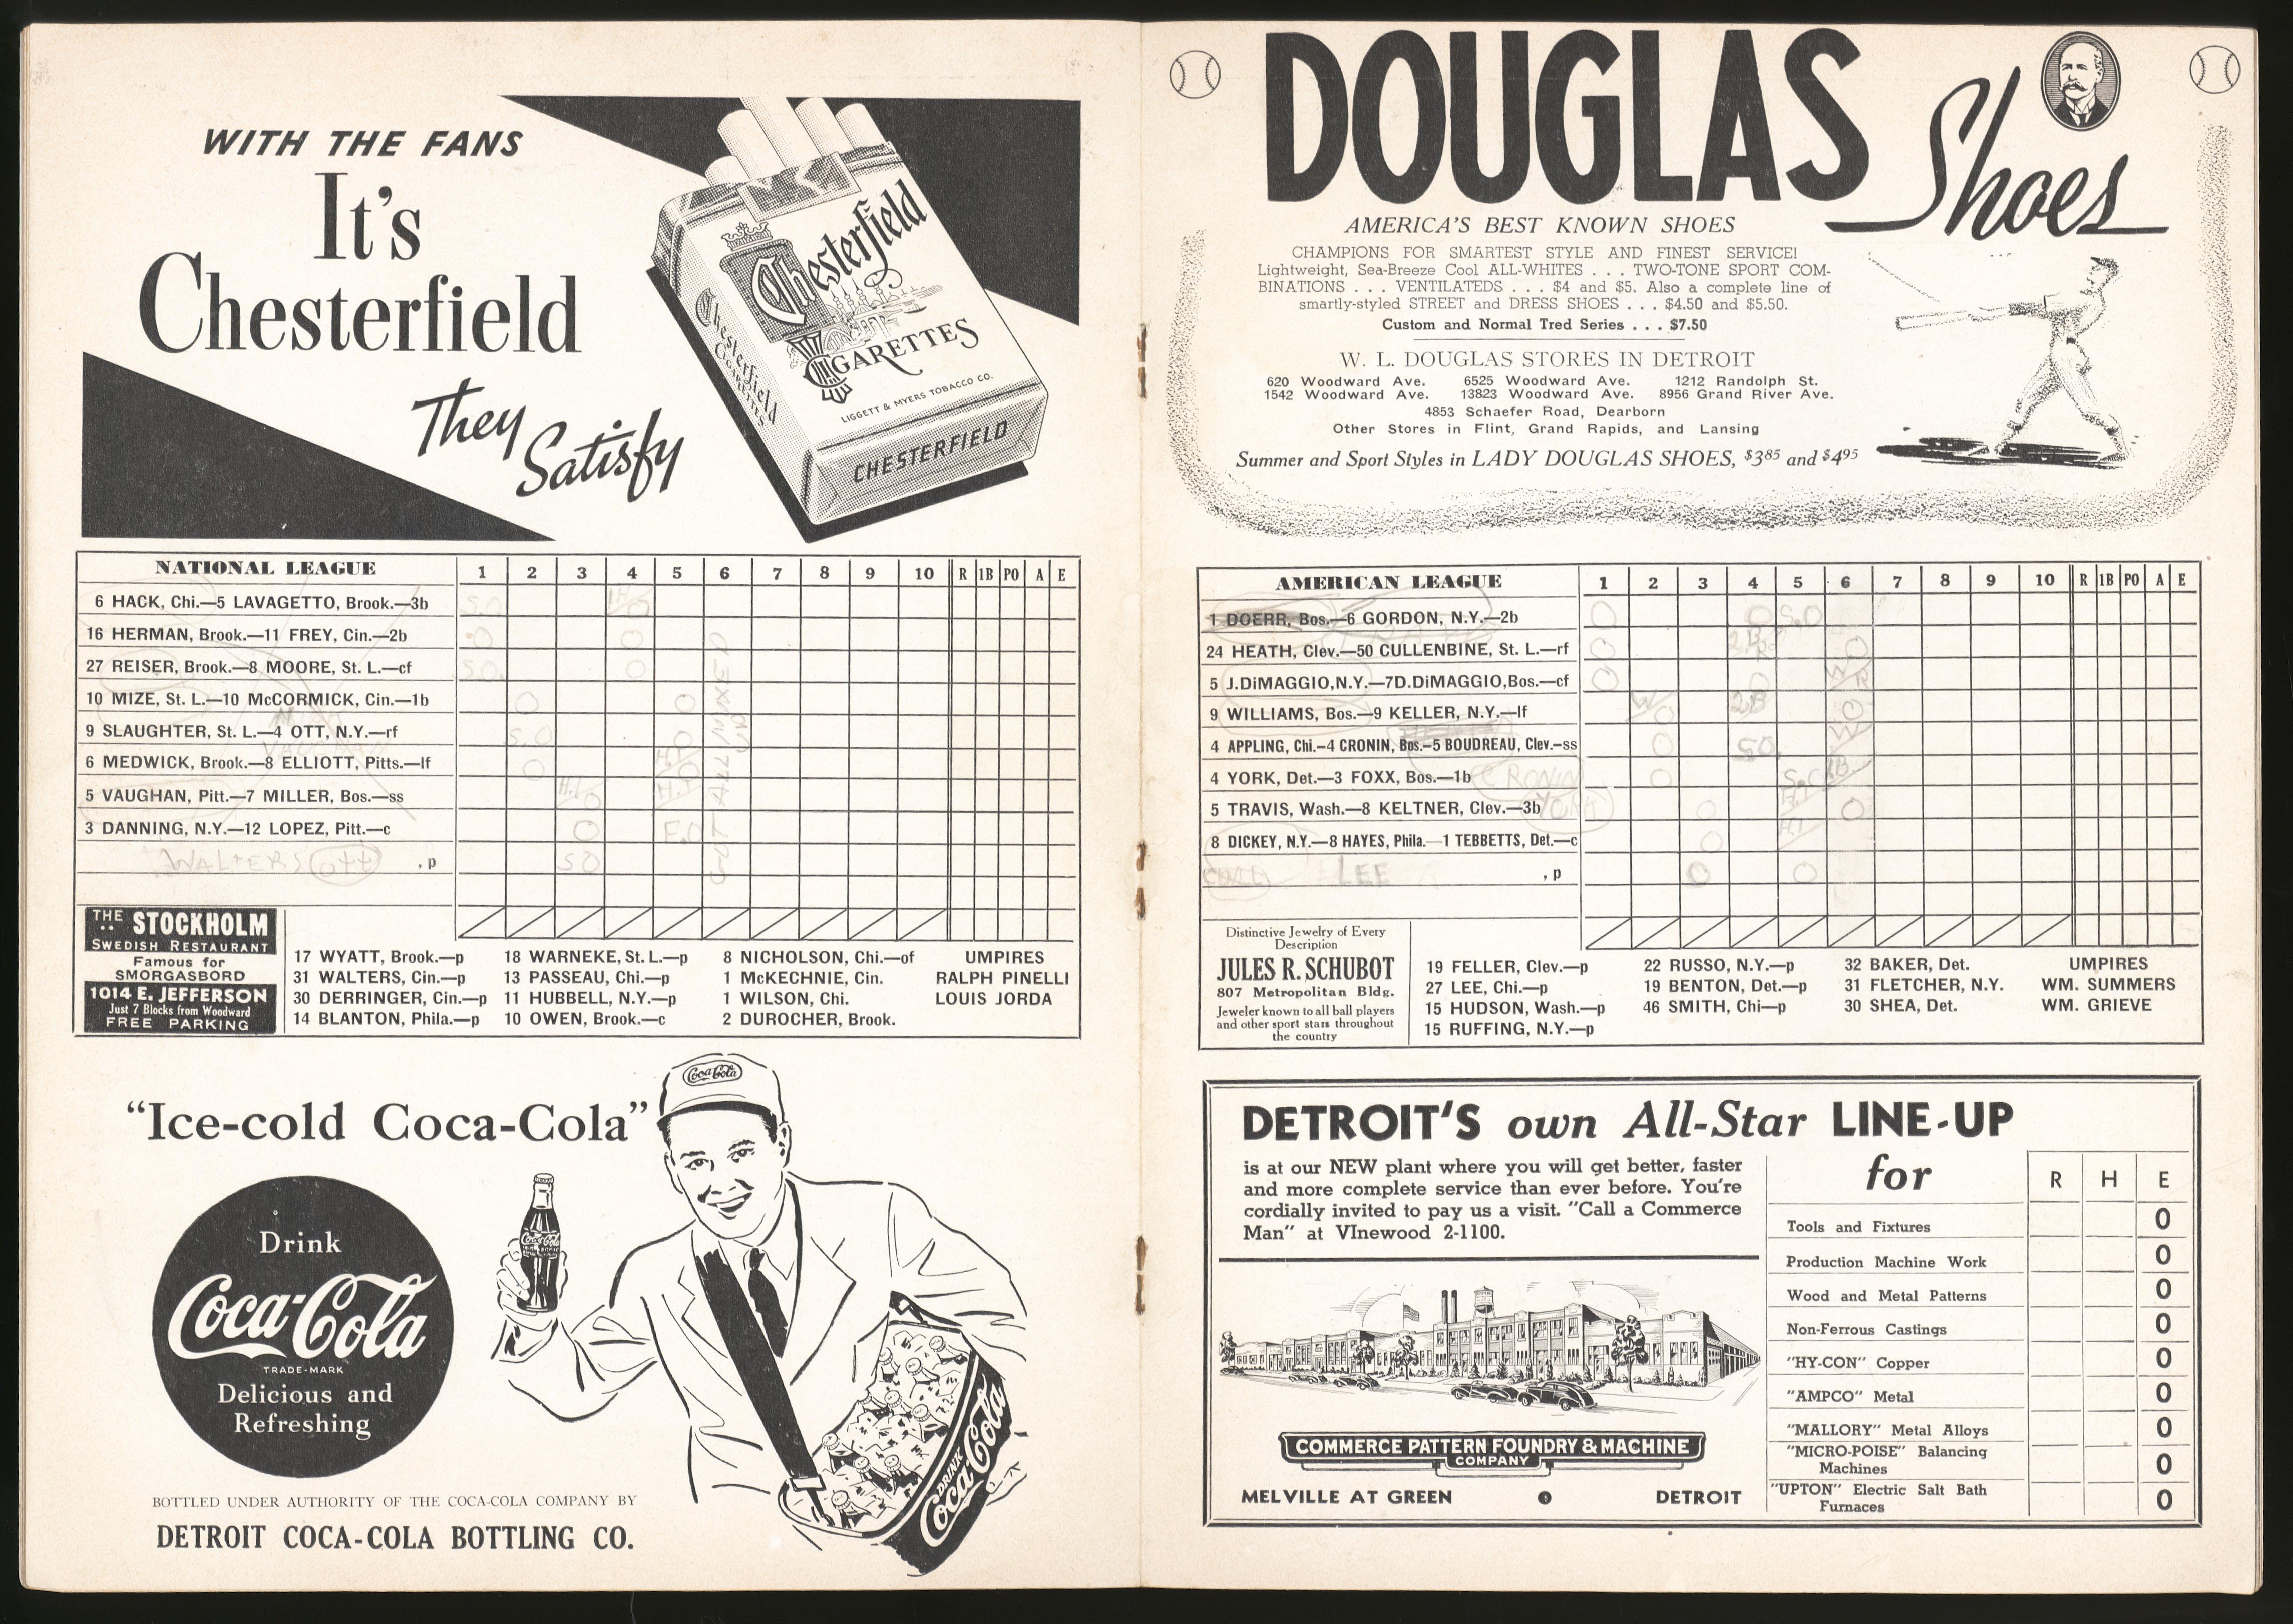 WITH THE FANS
It's
Chesterfield
They
Satisfy
Chesterfield
CIGARETTES
LIGGETT & MYERS TOBACCO CO.
Chesterfield
CIGARETTES
CHESTERFIELD
NATIONAL LEAGUE 1 2 3 4 5 6 7 8 9 10 R 1B PO A E
6 HACK, Chi.—5 LAVAGETTO, Brook.—3b S.O. O
16 HERMAN, Brook.—11 FREY, Cin.—2b O O
27 REISER, Brook.—8 MOORE, St. L.—cf S.O. O
10 MIZE, St. L.—10 McCORMICK, Cin.—1b O O
9 SLAUGHTER, St. L.—4 OTT, N.Y.—rf S.O O
6 MEDWICK, Brook.—8 ELLIOTT, Pitts.—lf O
5 VAUGHAN, Pitt.—7 MILLER, Bos.—ss
3 DANNING, N.Y.—12 LOPEZ, Pitt.—c O F.O
WALTERS OTT , p SO
GOT ALL MIXED UP
THE STOCKHOLM
SWEDISH RESTAURANT
Famous for
SMORGASBORD
1014 E. JEFFERSON
Just 7 Blocks from Woodward
FREE PARKING
17 WYATT, Brook.—p 18 WARNEKE, St. L.—p 8 NICHOLSON, Chi.—of UMPIRES
31 WALTERS, Cin.—p 13 PASSEAU, Chi.—p 1 McKECHNIE, Cin. RALPH PINELLI
30 DERRINGER, Cin.—p 11 HUBBELL, N.Y.—p 1 WILSON, Chi. LOUIS JORDA
14 BLANTON, Phila.—p 10 OWEN, Brook.—c 2 DUROCHER, Brook.
"Ice-cold Coca-Cola"
Coca-Cola
Coca-Cola
Drink
Coca-Cola
TRADE-MARK
Delicious and
Refreshing
DRINK
Coca-Cola
BOTTLED UNDER AUTHORITY OF THE COCA-COLA COMPANY BY
DETROIT COCA-COLA BOTTLING CO.
DOUGLAS
Shoes
AMERICA'S BEST KNOWN SHOES
CHAMPIONS FOR SMARTEST STYLE AND FINEST SERVICE!
Lightweight, Sea-Breeze Cool ALL-WHITES . . . TWO-TONE SPORT COM-
BINATIONS . . . VENTILATEDS . . . $4 and $5. Also a complete line of
smartly-styled STREET and DRESS SHOES . . . $4.50 and $5.50.
Custom and Normal Tred Series . . . $7.50
W. L. DOUGLAS STORES IN DETROIT
620 Woodward Ave. 6525 Woodward Ave. 1212 Randolph St.
1542 Woodward Ave. 13823 Woodward Ave. 8956 Grand River Ave.
4853 Schaefer Road, Dearborn
Other Stores in Flint, Grand Rapids, and Lansing
Summer and Sport Styles in LADY DOUGLAS SHOES, $385 and $495
AMERICAN LEAGUE 1 2 3 4 5 6 7 8 9 10 R 1B PO A E
1 DOERR, Bos.—6 GORDON, N.Y.—2b O O S.O
24 HEATH, Clev.—50 CULLENBINE, St. L.—rf O O
5 J.DiMAGGIO,N.Y.—7D.DiMAGGIO,Bos.—cf O
9 WILLIAMS, Bos.—9 KELLER, N.Y.—lf 2B
4 APPLING, Chi.—4 CRONIN, Bos.—5 BOUDREAU, Clev.—ss O SO
4 YORK, Det.—3 FOXX, Bos.—1b CRONIN O
5 TRAVIS, Wash.—8 KELTNER, Clev.—3b YORK O O
8 DICKEY, N.Y.—8 HAYES, Phila.—1 TEBBETTS, Det.—c O
LEE , p O O
Distinctive Jewelry of Every
Description
JULES R. SCHUBOT
807 Metropolitan Bldg.
Jeweler known to all ball players
and other sport stars throughout
the country
19 FELLER, Clev.—p 22 RUSSO, N.Y.—p 32 BAKER, Det. UMPIRES
27 LEE, Chi.—p 19 BENTON, Det.—p 31 FLETCHER, N.Y. WM. SUMMERS
15 HUDSON, Wash.—p 46 SMITH, Chi—p 30 SHEA, Det. WM. GRIEVE
15 RUFFING, N.Y.—p
DETROIT'S own All-Star LINE-UP
is at our NEW plant where you will get better, faster
and more complete service than ever before. You're
cordially invited to pay us a visit. "Call a Commerce
Man" at VInewood 2-1100.
COMMERCE PATTERN FOUNDRY & MACHINE
COMPANY
MELVILLE AT GREEN DETROIT
for R H E
Tools and Fixtures 0
Production Machine Work 0
Wood and Metal Patterns 0
Non-Ferrous Castings 0
"HY-CON" Copper 0
"AMPCO" Metal 0
"MALLORY" Metal Alloys 0
"MICRO-POISE" Balancing
Machines 0
"UPTON" Electric Salt Bath
Furnaces 0